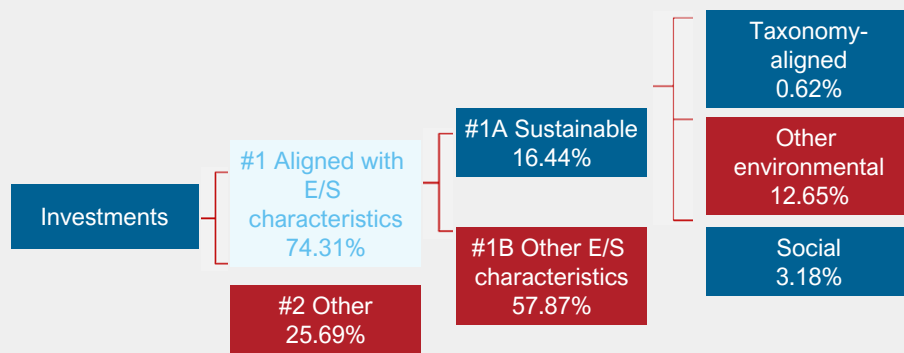 Investments
#1 Aligned with
E/S
characteristics
74.31%
#2 Other
25.69%
#1A Sustainable
16.44%
#1B Other E/S
characteristics
57.87%
Taxonomy-
aligned
0.62%
Other
environmental
12.65%
Social
3.18%